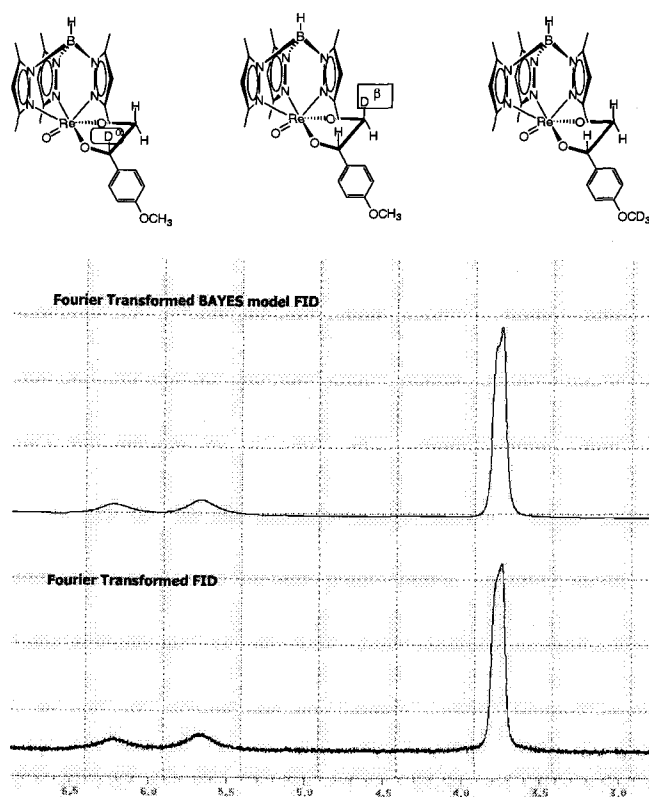 H H H
B B B
N N N N N N N N N N N N
O Re O D α H H
O Re O D β H H
O Re O H H H
OCH₃ OCH₃ OCD₃
Fourier Transformed BAYES model FID
Fourier Transformed FID
6.5 6.0 5.5 5.0 4.5 4.0 3.5 3.0